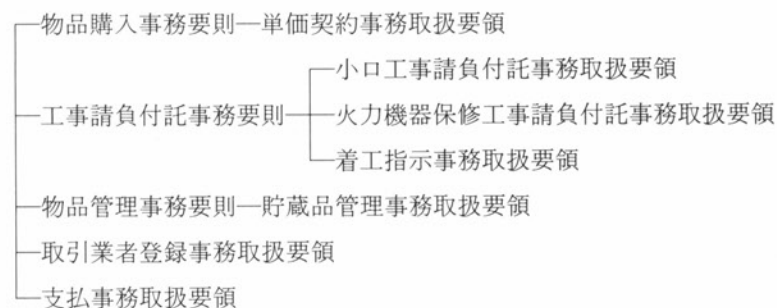 物品購入事務要則―単価契約事務取扱要領
小口工事請負付託事務取扱要領
工事請負付託事務要則―火力機器保修工事請負付託事務取扱要領
着工指示事務取扱要領
物品管理事務要則―貯蔵品管理事務取扱要領
取引業者登録事務取扱要領
支払事務取扱要領